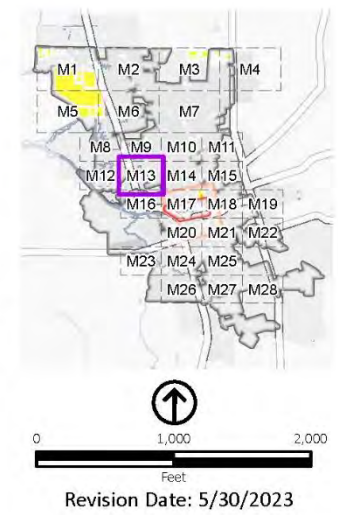 M1 M2 M3 M4
M5 M6 M7
M8 M9 M10 M11
M12 M13 M14 M15
M16 M17 M18 M19
M20 M21 M22
M23 M24 M25
M26 M27 M28
0 1,000 2,000
Feet
Revision Date: 5/30/2023